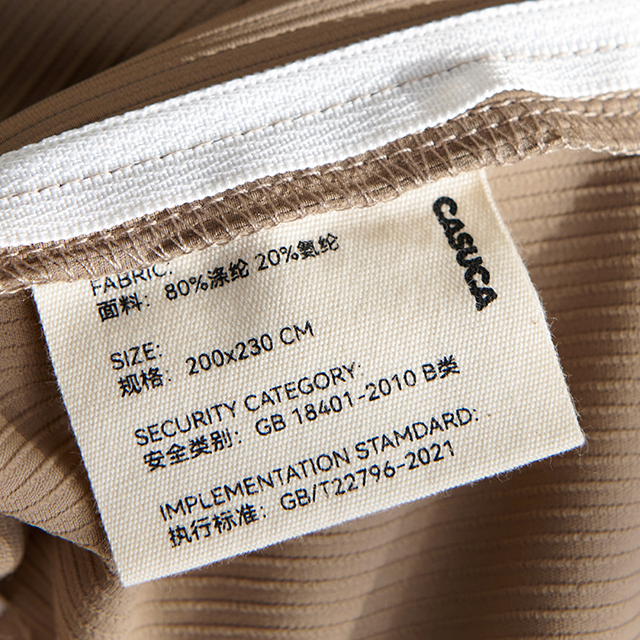 FABRIC:
面料：80%涤纶 20%氨纶
SIZE:
规格：200x230 CM
SECURITY CATEGORY:
安全类别：GB 18401-2010 B类
IMPLEMENTATION STAMDARD:
执行标准：GB/T22796-2021
CASUCA